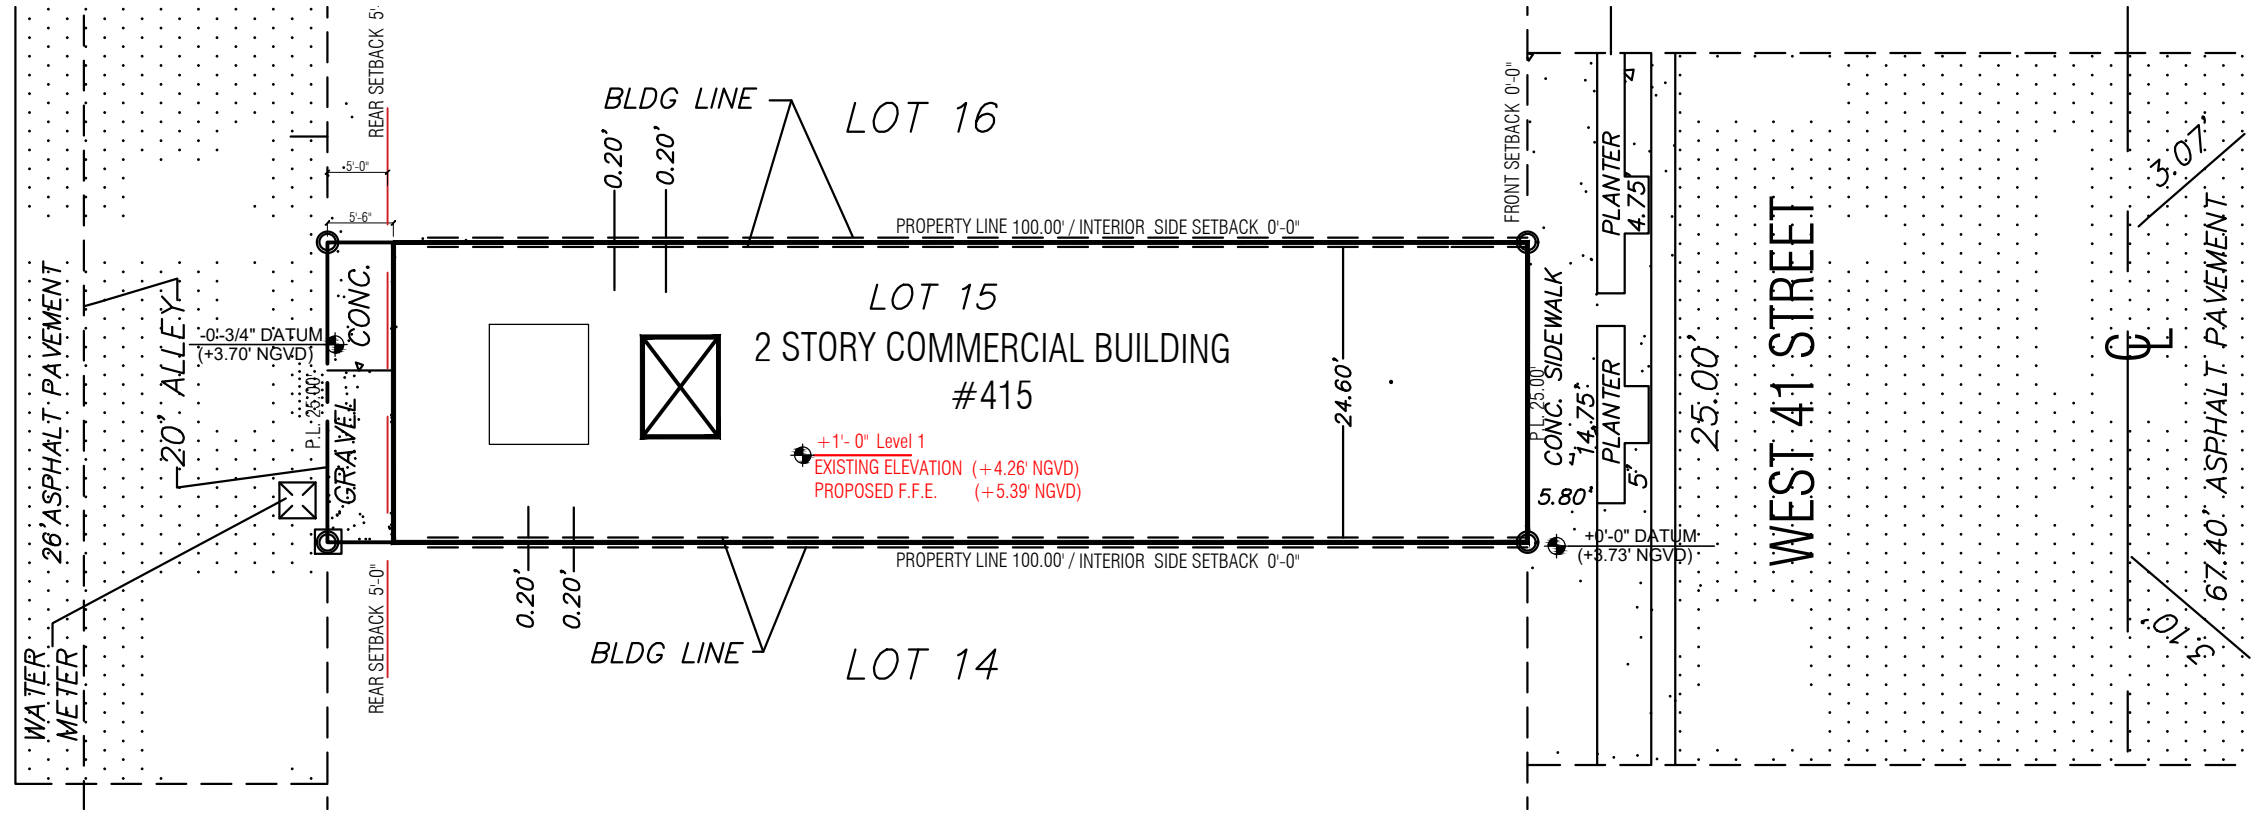 REAR SETBACK 5'
BLDG LINE
LOT 16
0.20'
0.20'
FRONT SETBACK 0'-0"
5'-0"
5'-6"
PROPERTY LINE 100.00' / INTERIOR SIDE SETBACK 0'-0"
PLANTER
4.75'
3.07'
26' ASPHALT PAVEMENT
20' ALLEY
CONC.
-0'-3/4" DATUM
(+3.70' NGVD)
P.L. 25.00'
GRAVEL
LOT 15
2 STORY COMMERCIAL BUILDING
#415
+1'- 0" Level 1
EXISTING ELEVATION (+4.26' NGVD)
PROPOSED F.F.E. (+5.39' NGVD)
24.60'
P.L. 25.00'
CONC. SIDEWALK
14.75'
PLANTER
5'
5.80'
25.00'
WEST 41 STREET
CL
67.40' ASPHALT PAVEMENT
+0'-0" DATUM
(+3.73' NGVD)
PROPERTY LINE 100.00' / INTERIOR SIDE SETBACK 0'-0"
0.20'
0.20'
REAR SETBACK 5'-0"
BLDG LINE
LOT 14
WATER
METER
3.10'